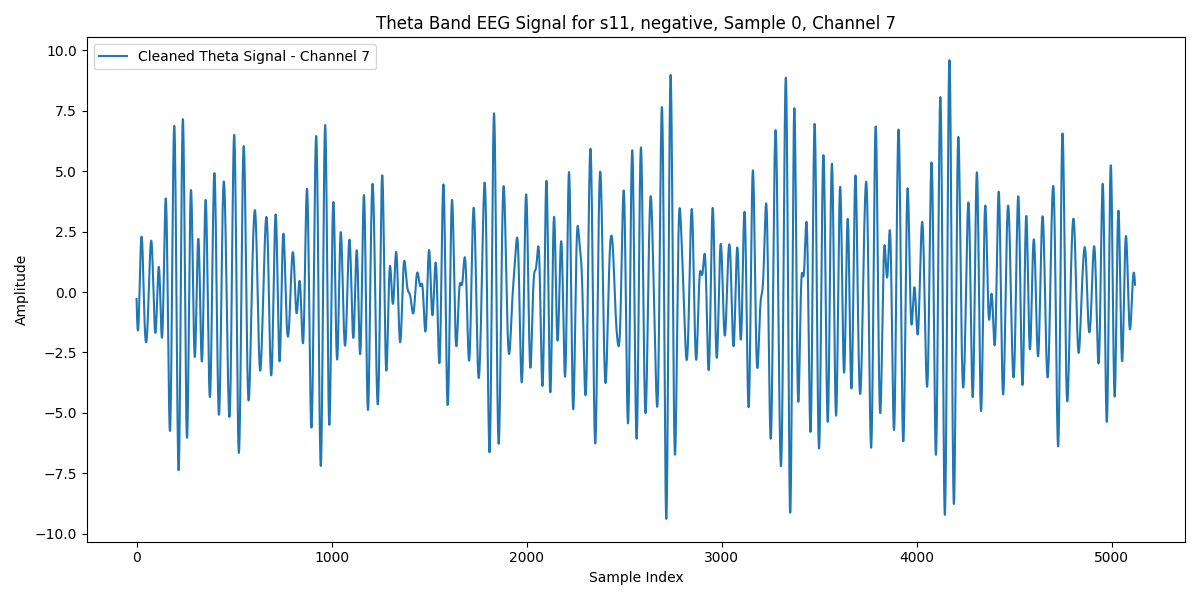 Theta Band EEG Signal for s11, negative, Sample 0, Channel 7
Cleaned Theta Signal - Channel 7
10.0
7.5
5.0
2.5
0.0
−2.5
−5.0
−7.5
−10.0
Amplitude
0 1000 2000 3000 4000 5000
Sample Index